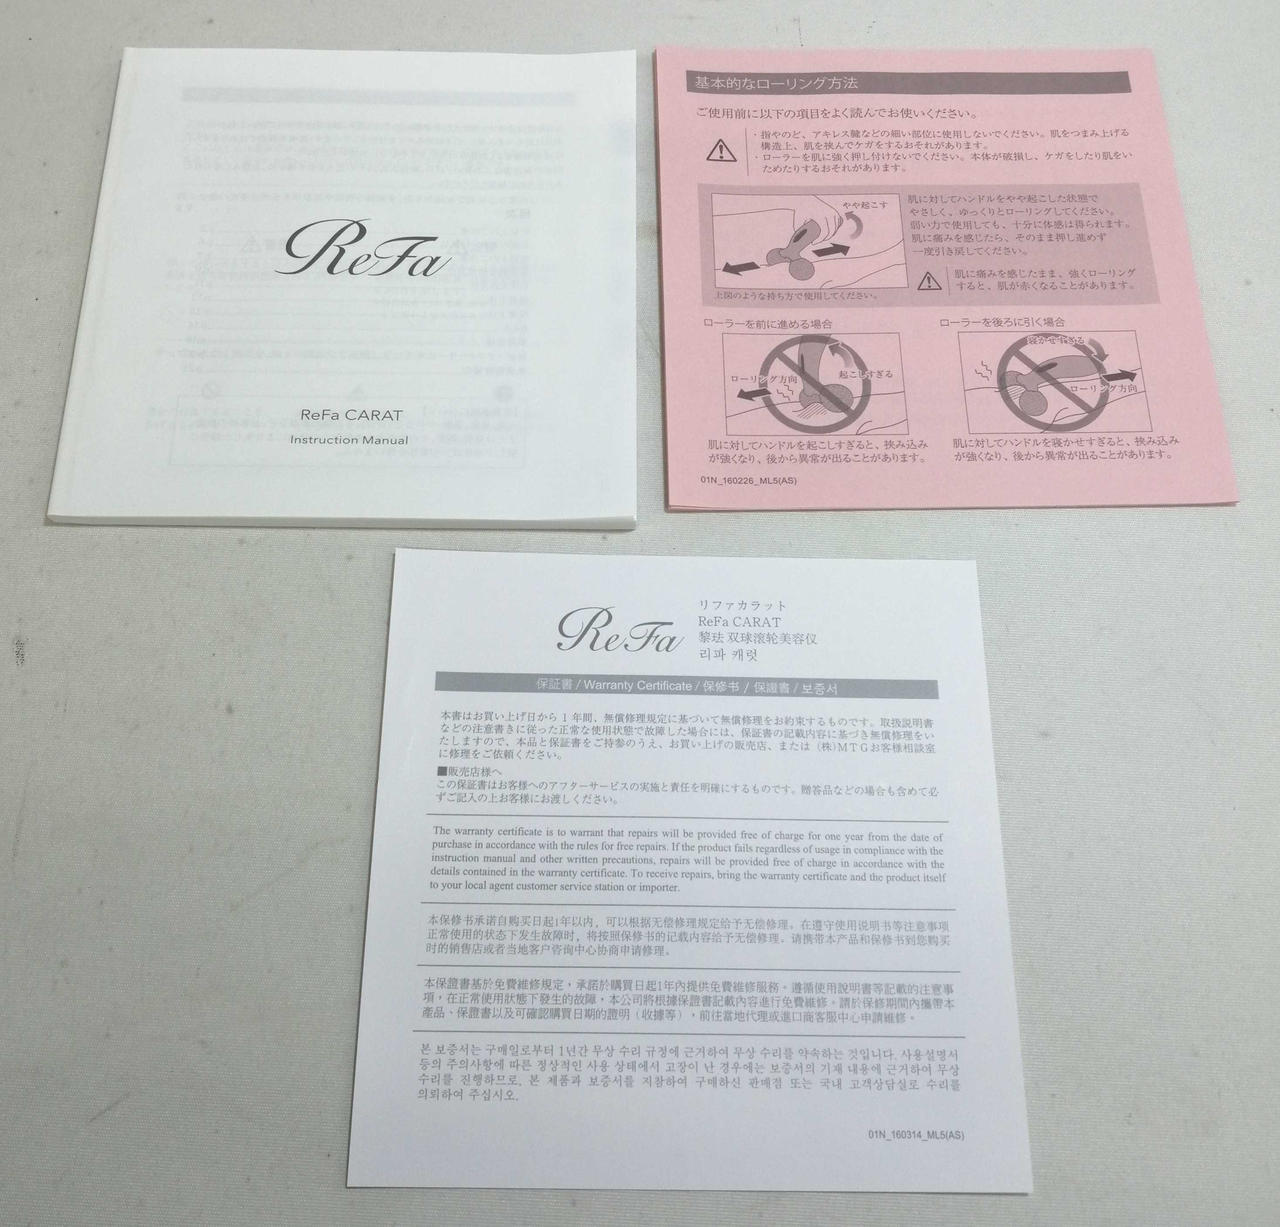 ReFa
ReFa CARAT
Instruction Manual
基本的なローリング方法
ご使用前に以下の項目をよく読んでお使いください。
・指やのど、アキレス腱などの細い部位に使用しないでください。肌をつまみ上げる
構造上、肌を挟んでケガをするおそれがあります。
・ローラーを肌に強く押し付けないでください。本体が破損し、ケガをしたり肌をい
ためたりするおそれがあります。
やや起こす
上図のような持ち方で使用してください。
肌に対してハンドルをやや起こした状態で
やさしく、ゆっくりとローリングしてください。
弱い力で使用しても、十分に体感は得られます。
肌に痛みを感じたら、そのまま押し進めず
一度引き戻してください。
肌に痛みを感じたまま、強くローリング
すると、肌が赤くなることがあります。
ローラーを前に進める場合
ローリング方向
起こしすぎる
肌に対してハンドルを起こしすぎると、挟み込み
が強くなり、後から異常が出ることがあります。
ローラーを後ろに引く場合
寝かせすぎる
ローリング方向
肌に対してハンドルを寝かせすぎると、挟み込み
が強くなり、後から異常が出ることがあります。
01N_160226_ML5(AS)
ReFa
リファカラット
ReFa CARAT
黎珐 双球滚轮美容仪
리파 캐럿
保証書 / Warranty Certificate / 保修书 / 保證書 / 보증서
本書はお買い上げ日から 1 年間、無償修理規定に基づいて無償修理をお約束するものです。取扱説明書
などの注意書きに従った正常な使用状態で故障した場合には、保証書の記載内容に基づき無償修理をい
たしますので、本品と保証書をご持参のうえ、お買い上げの販売店、または (株)MTGお客様相談室
に修理をご依頼ください。
■販売店様へ
この保証書はお客様へのアフターサービスの実施と責任を明確にするものです。贈答品などの場合も含めて必
ずご記入の上お客様にお渡しください。
The warranty certificate is to warrant that repairs will be provided free of charge for one year from the date of
purchase in accordance with the rules for free repairs. If the product fails regardless of usage in compliance with the
instruction manual and other written precautions, repairs will be provided free of charge in accordance with the
details contained in the warranty certificate. To receive repairs, bring the warranty certificate and the product itself
to your local agent customer service station or importer.
本保修书承诺自购买日起1年以内，可以根据无偿修理规定给予无偿修理。在遵守使用说明书等注意事项
正常使用的状态下发生故障时，将按照保修书的记载内容给予无偿修理。请携带本产品和保修书到您购买
时的销售店或者当地客户咨询中心协商申请修理。
本保證書基於免費維修規定，承諾於購買日起1年內提供免費維修服務。遵循使用說明書等記載的注意事
項，在正常使用狀態下發生的故障，本公司將根據保證書記載內容進行免費維修。請於保修期間內攜帶本
產品、保證書以及可確認購買日期的證明（收據等），前往當地代理或進口商客服中心申請維修。
본 보증서는 구매일로부터 1년간 무상 수리 규정에 근거하여 무상 수리를 약속하는 것입니다. 사용설명서
등의 주의사항에 따른 정상적인 사용 상태에서 고장이 난 경우에는 보증서의 기재 내용에 근거하여 무상
수리를 진행하므로, 본 제품과 보증서를 지참하여 구매하신 판매점 또는 국내 고객상담실로 수리를
의뢰하여 주십시오.
01N_160314_ML5(AS)